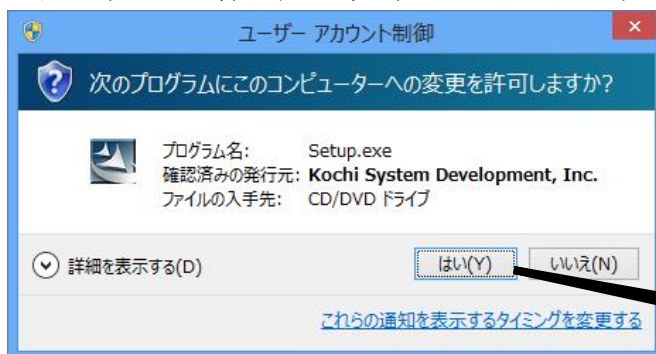 ユーザー アカウント制御
次のプログラムにこのコンピューターへの変更を許可しますか?
プログラム名: Setup.exe
確認済みの発行元: Kochi System Development, Inc.
ファイルの入手先: CD/DVD ドライブ
詳細を表示する(D) はい(Y) いいえ(N)
これらの通知を表示するタイミングを変更する